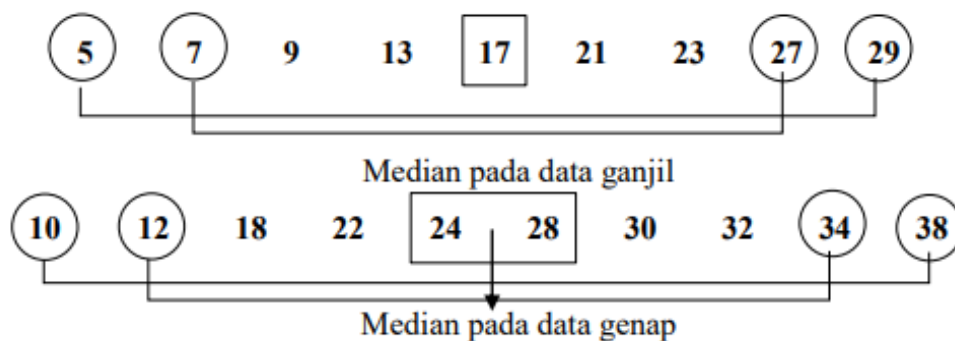 5 7 9 13 17 21 23 27 29
Median pada data ganjil
10 12 18 22 24 28 30 32 34 38
Median pada data genap